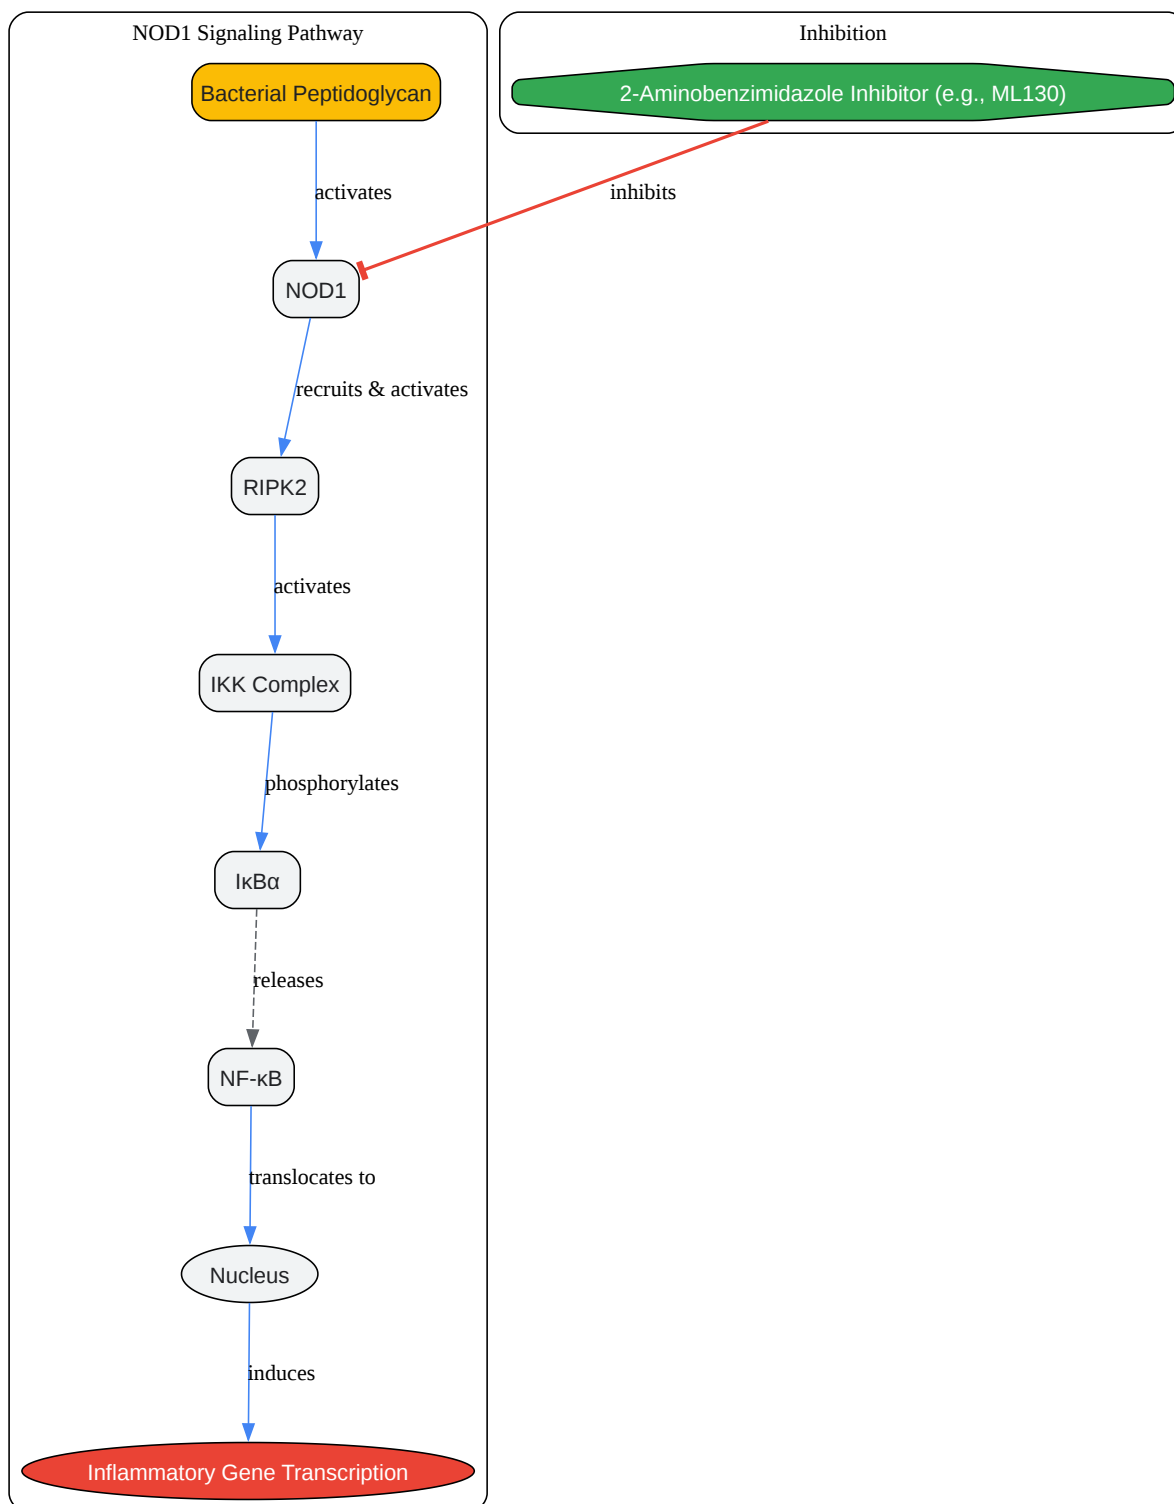 NOD1 Signaling Pathway
Inhibition
Bacterial Peptidoglycan
2-Aminobenzimidazole Inhibitor (e.g., ML130)
activates
inhibits
NOD1
recruits & activates
RIPK2
activates
IKK Complex
phosphorylates
IκBα
releases
NF-κB
translocates to
Nucleus
induces
Inflammatory Gene Transcription